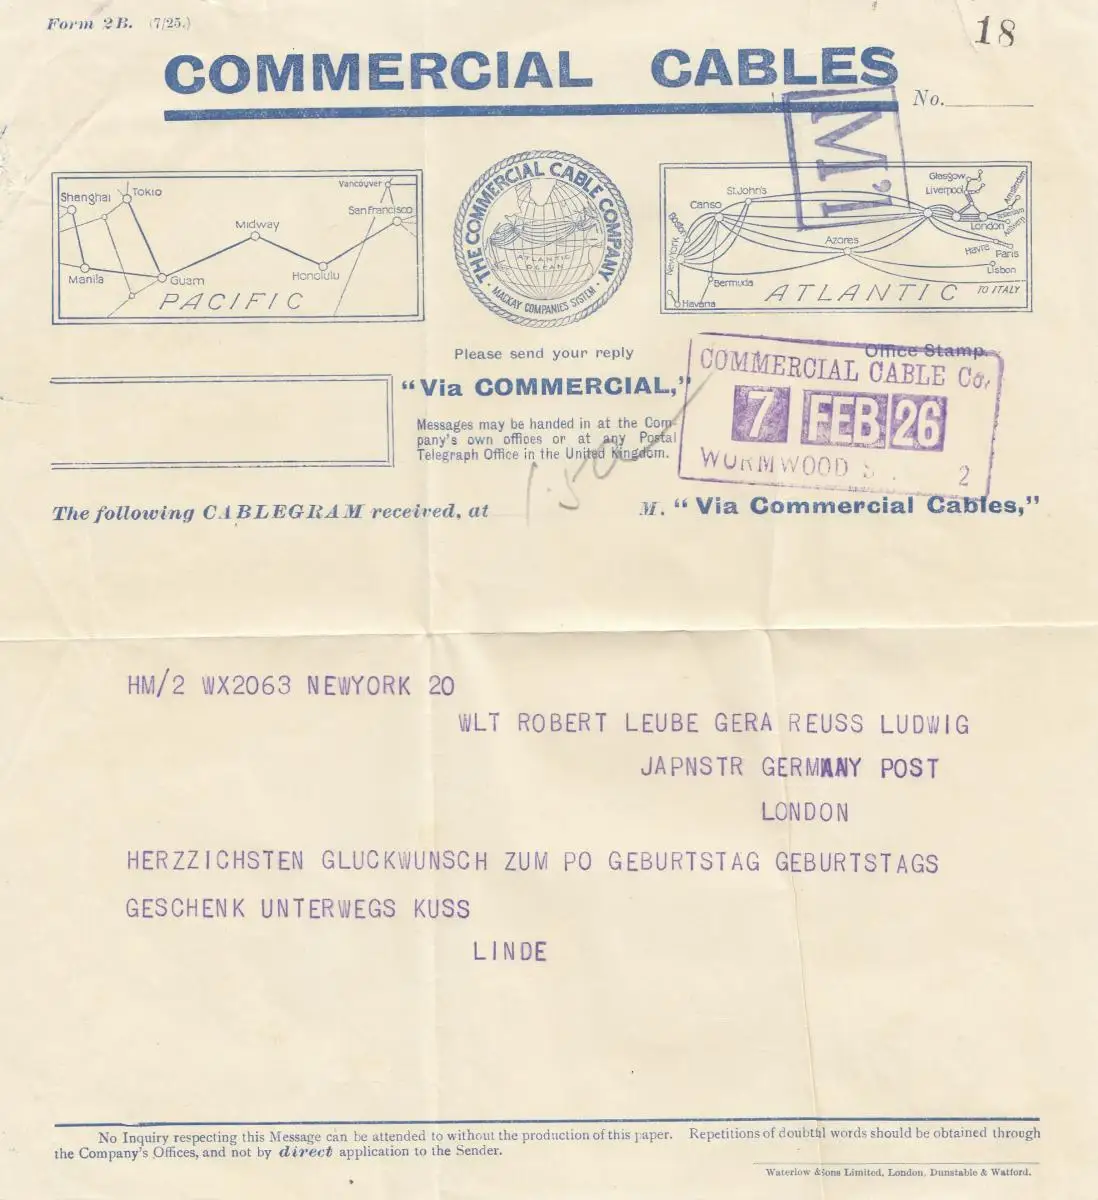 Form 2B. (7/25.)
18
COMMERCIAL CABLES
No.
M'1
Shanghai
Tokio
Vancouver
San Francisco
Midway
Manila
Guam
Honolulu
PACIFIC
THE COMMERCIAL CABLE COMPANY
ATLANTIC
OCEAN
MACKAY COMPANIES SYSTEM
Glasgow
Liverpool
Amsterdam
St. John's
Canso
London
Boston
New York
Azores
Havre
Paris
Lisbon
Bermuda
Havana
ATLANTIC
TO ITALY
Please send your reply
"Via COMMERCIAL,"
Messages may be handed in at the Com-
pany's own offices or at any Postal
Telegraph Office in the United Kingdom.
Office Stamp.
COMMERCIAL CABLE Co.
7 FEB 26
WORMWOOD S . 2
The following CABLEGRAM received, at M. "Via Commercial Cables,"
HM/2 WX2063 NEWYORK 20
WLT ROBERT LEUBE GERA REUSS LUDWIG
JAPNSTR GERMANY POST
LONDON
HERZZICHSTEN GLUCKWUNSCH ZUM PO GEBURTSTAG GEBURTSTAGS
GESCHENK UNTERWEGS KUSS
LINDE
No Inquiry respecting this Message can be attended to without the production of this paper. Repetitions of doubtful words should be obtained through
the Company's Offices, and not by direct application to the Sender.
Waterlow & Sons Limited, London, Dunstable & Watford.